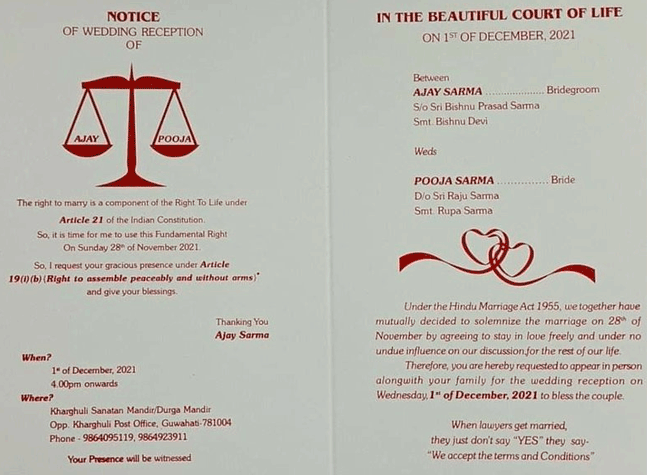 NOTICE
OF WEDDING RECEPTION
OF
AJAY
POOJA
The right to marry is a component of the Right To Life under
Article 21 of the Indian Constitution.
So, it is time for me to use this Fundamental Right
On Sunday 28th of November 2021.
So, I request your gracious presence under Article
19(i)(b) (Right to assemble peaceably and without arms)"
and give your blessings.
Thanking You
Ajay Sarma
When?
1st of December, 2021
4.00pm onwards
Where?
Kharghuli Sanatan Mandir/Durga Mandir
Opp. Kharghuli Post Office, Guwahati-781004
Phone - 9864095119, 9864923911
Your Presence will be witnessed
IN THE BEAUTIFUL COURT OF LIFE
ON 1ST OF DECEMBER, 2021
Between
AJAY SARMA ................... Bridegroom
S/o Sri Bishnu Prasad Sarma
Smt. Bishnu Devi
Weds
POOJA SARMA ............... Bride
D/o Sri Raju Sarma
Smt. Rupa Sarma
Under the Hindu Marriage Act 1955, we together have
mutually decided to solemnize the marriage on 28th of
November by agreeing to stay in love freely and under no
undue influence on our discussion,for the rest of our life.
Therefore, you are hereby requested to appear in person
alongwith your family for the wedding reception on
Wednesday, 1st of December, 2021 to bless the couple.
When lawyers get married,
they just don't say "YES" they say-
"We accept the terms and Conditions"